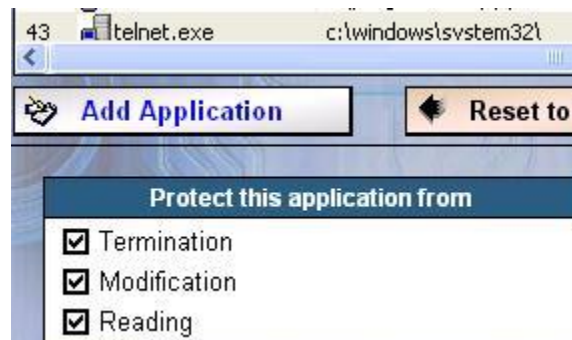 43 telnet.exe c:\windows\system32\
Add Application
Reset to
Protect this application from
Termination
Modification
Reading